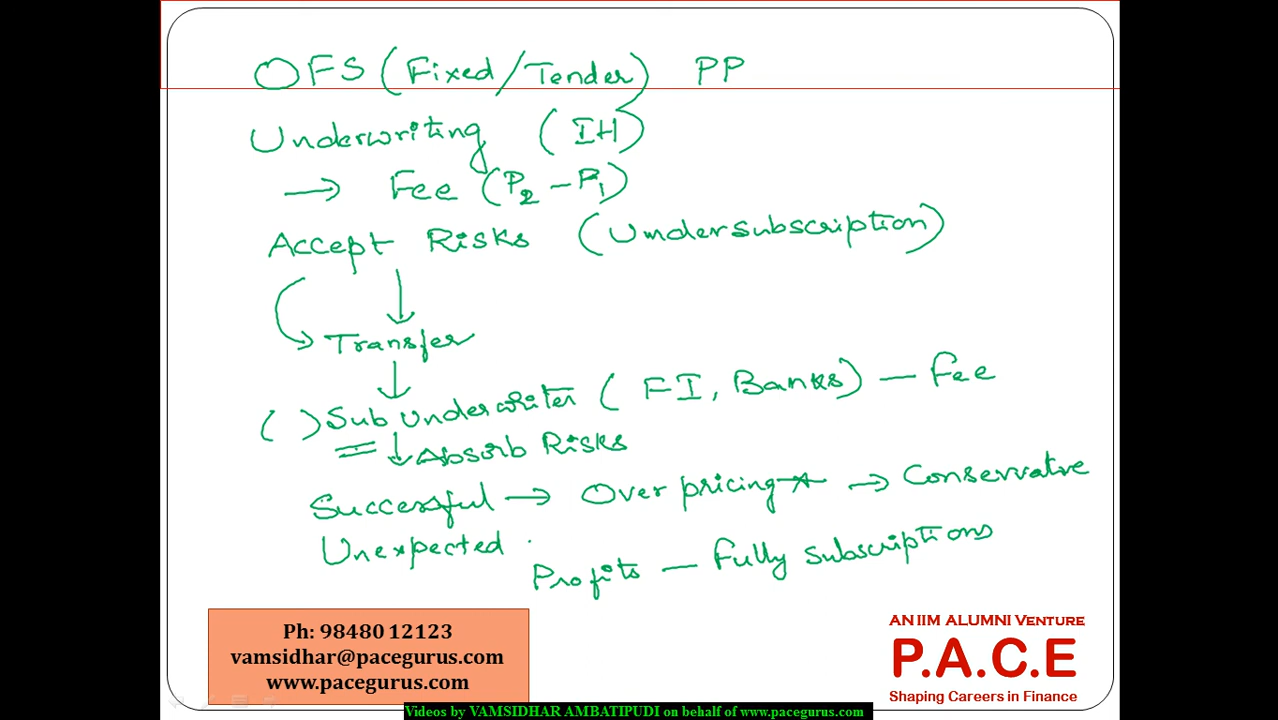 OFS (Fixed/Tender) PP
Underwriting (IH)
→ Fee (P2 - P1)
Accept Risks (Undersubscription)
Transfer
( ) Sub Underwriter (FI, Banks) - Fee
Absorb Risks
Successful → Over pricing → Conservative
Unexpected
Profits - Fully subscriptions
Ph: 98480 12123
vamsidhar@pacegurus.com
www.pacegurus.com
AN IIM ALUMNI VENTURE
P.A.C.E
Shaping Careers in Finance
Videos by VAMSIDHAR AMBATIPUDI on behalf of www.pacegurus.com